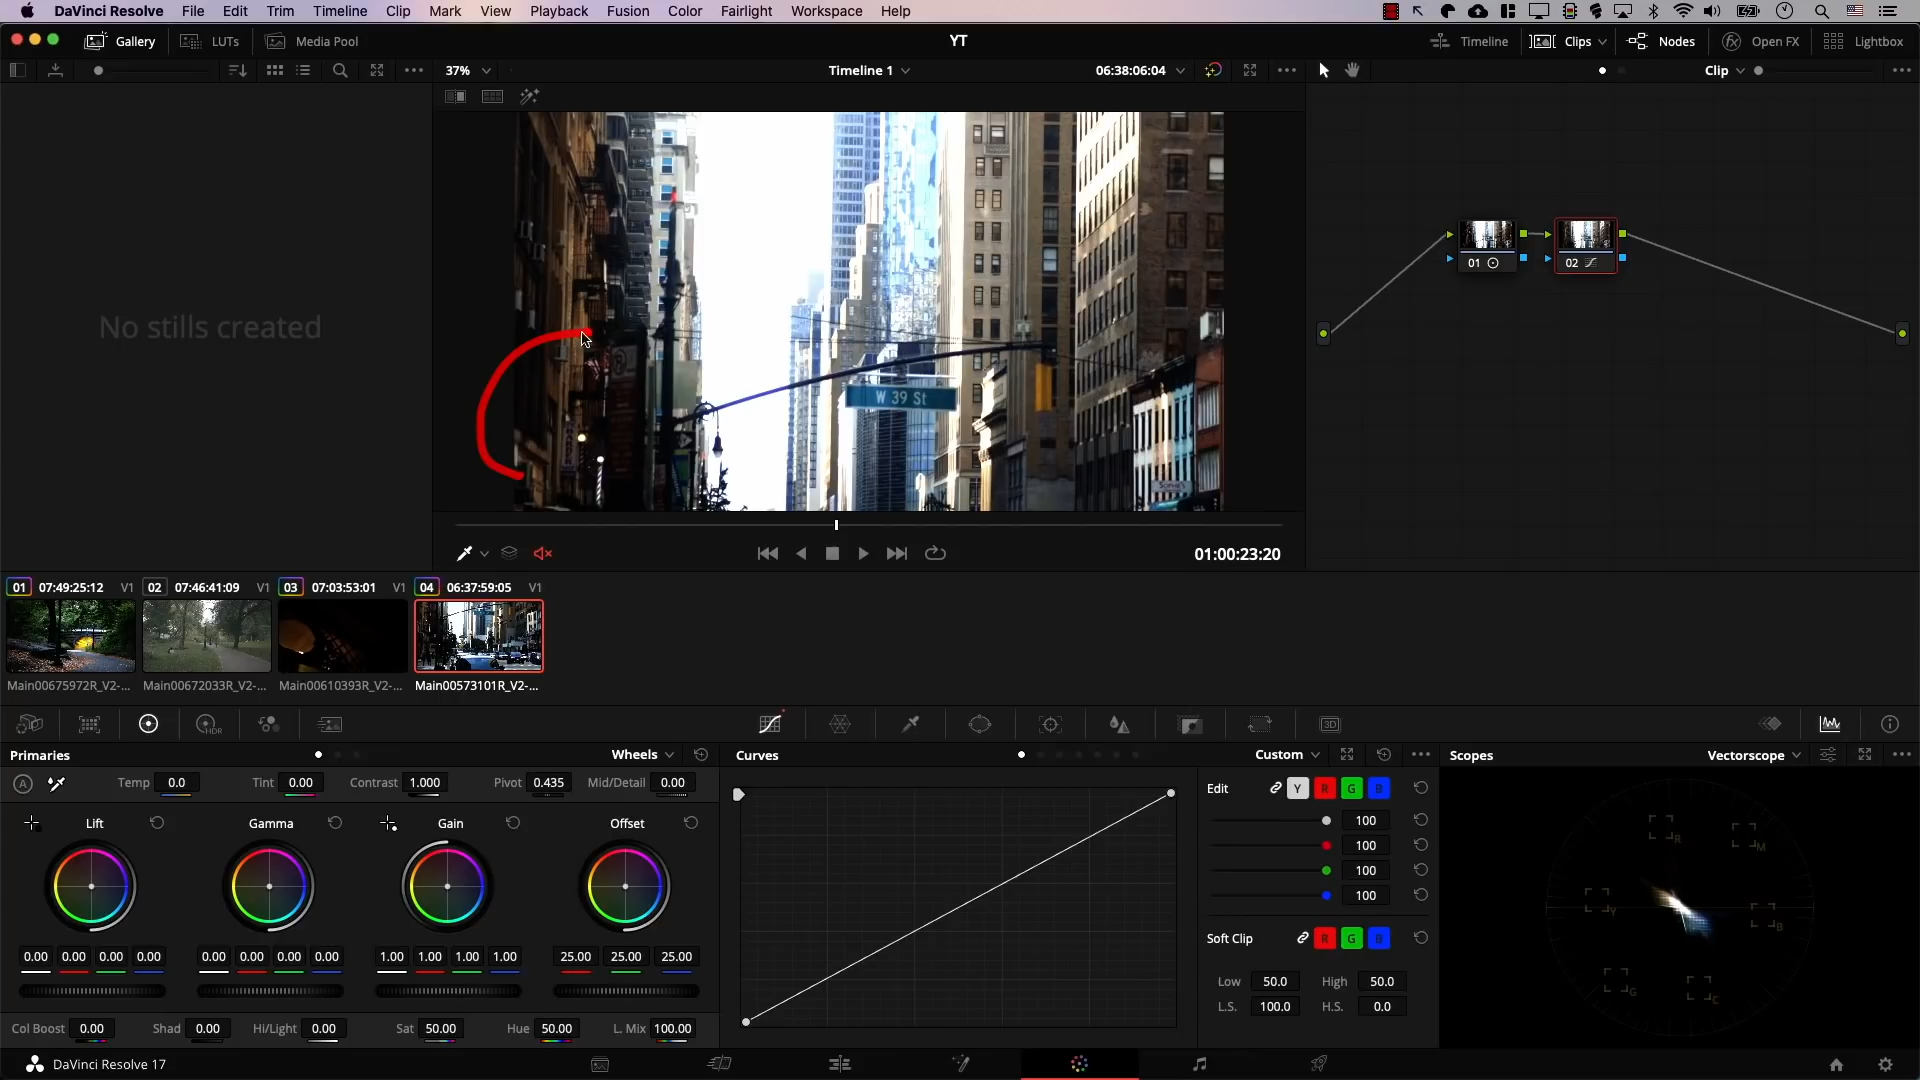 DaVinci Resolve File Edit Trim Timeline Clip Mark View Playback Fusion Color Fairlight Workspace Help
Gallery LUTs Media Pool YT Timeline Clips Nodes Open FX Lightbox
37% Timeline 1 06:38:06:04 Clip
No stills created
W 39 St
01 02
01:00:23:20
01 07:49:25:12 V1 02 07:46:41:09 V1 03 07:03:53:01 V1 04 06:37:59:05 V1
Main00675972R_V2-... Main00672033R_V2-... Main00610393R_V2-... Main00573101R_V2-...
HDR 3D
Primaries Wheels Curves Custom Scopes Vectorscope
A Temp 0.0 Tint 0.00 Contrast 1.000 Pivot 0.435 Mid/Detail 0.00
Edit Y R G B
Lift Gamma Gain Offset
100
100
100
100
R M
Y B
G C
Soft Clip R G B
0.00 0.00 0.00 0.00 0.00 0.00 0.00 0.00 1.00 1.00 1.00 1.00 25.00 25.00 25.00
Low 50.0 High 50.0
L.S. 100.0 H.S. 0.0
Col Boost 0.00 Shad 0.00 Hi/Light 0.00 Sat 50.00 Hue 50.00 L. Mix 100.00
DaVinci Resolve 17